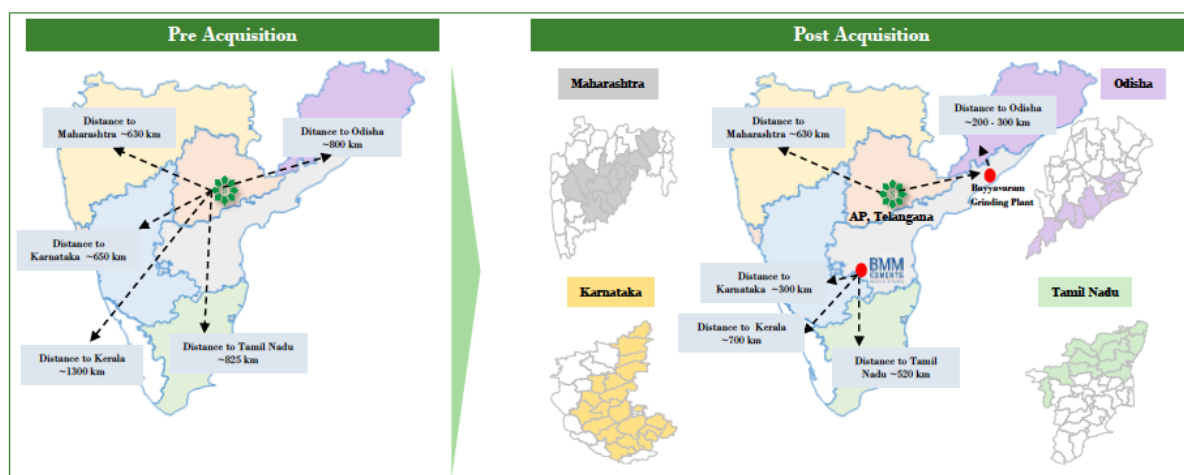 Pre Acquisition
Distance to
Maharashtra ~630 km
Ditance to Odisha
~800 km
S
Distance to
Karnataka ~650 km
Distance to Kerala
~1300 km
Distance to Tamil Nadu
~825 km
Post Acquisition
Maharashtra
Odisha
Distance to
Maharashtra ~630 km
Distance to Odisha
~200 - 300 km
S
AP, Telangana
Bayyavaram
Grinding Plant
BMM
CEMENTS
Distance to
Karnataka ~300 km
Distance to Kerala
~700 km
Distance to Tamil
Nadu ~520 km
Karnataka
Tamil Nadu